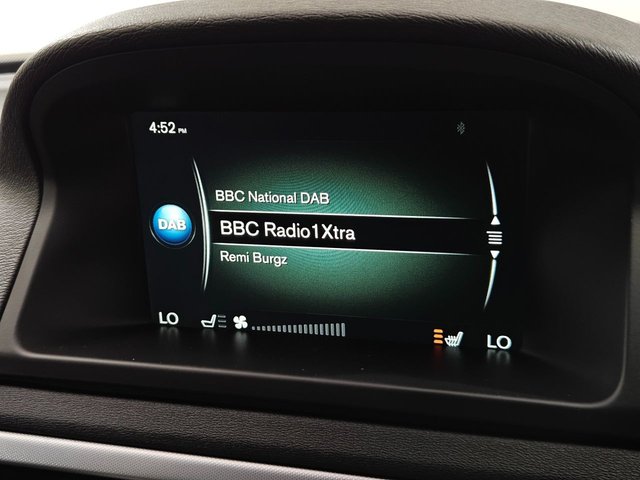 4:52 PM
BBC National DAB
DAB
BBC Radio1Xtra
Remi Burgz
LO
LO